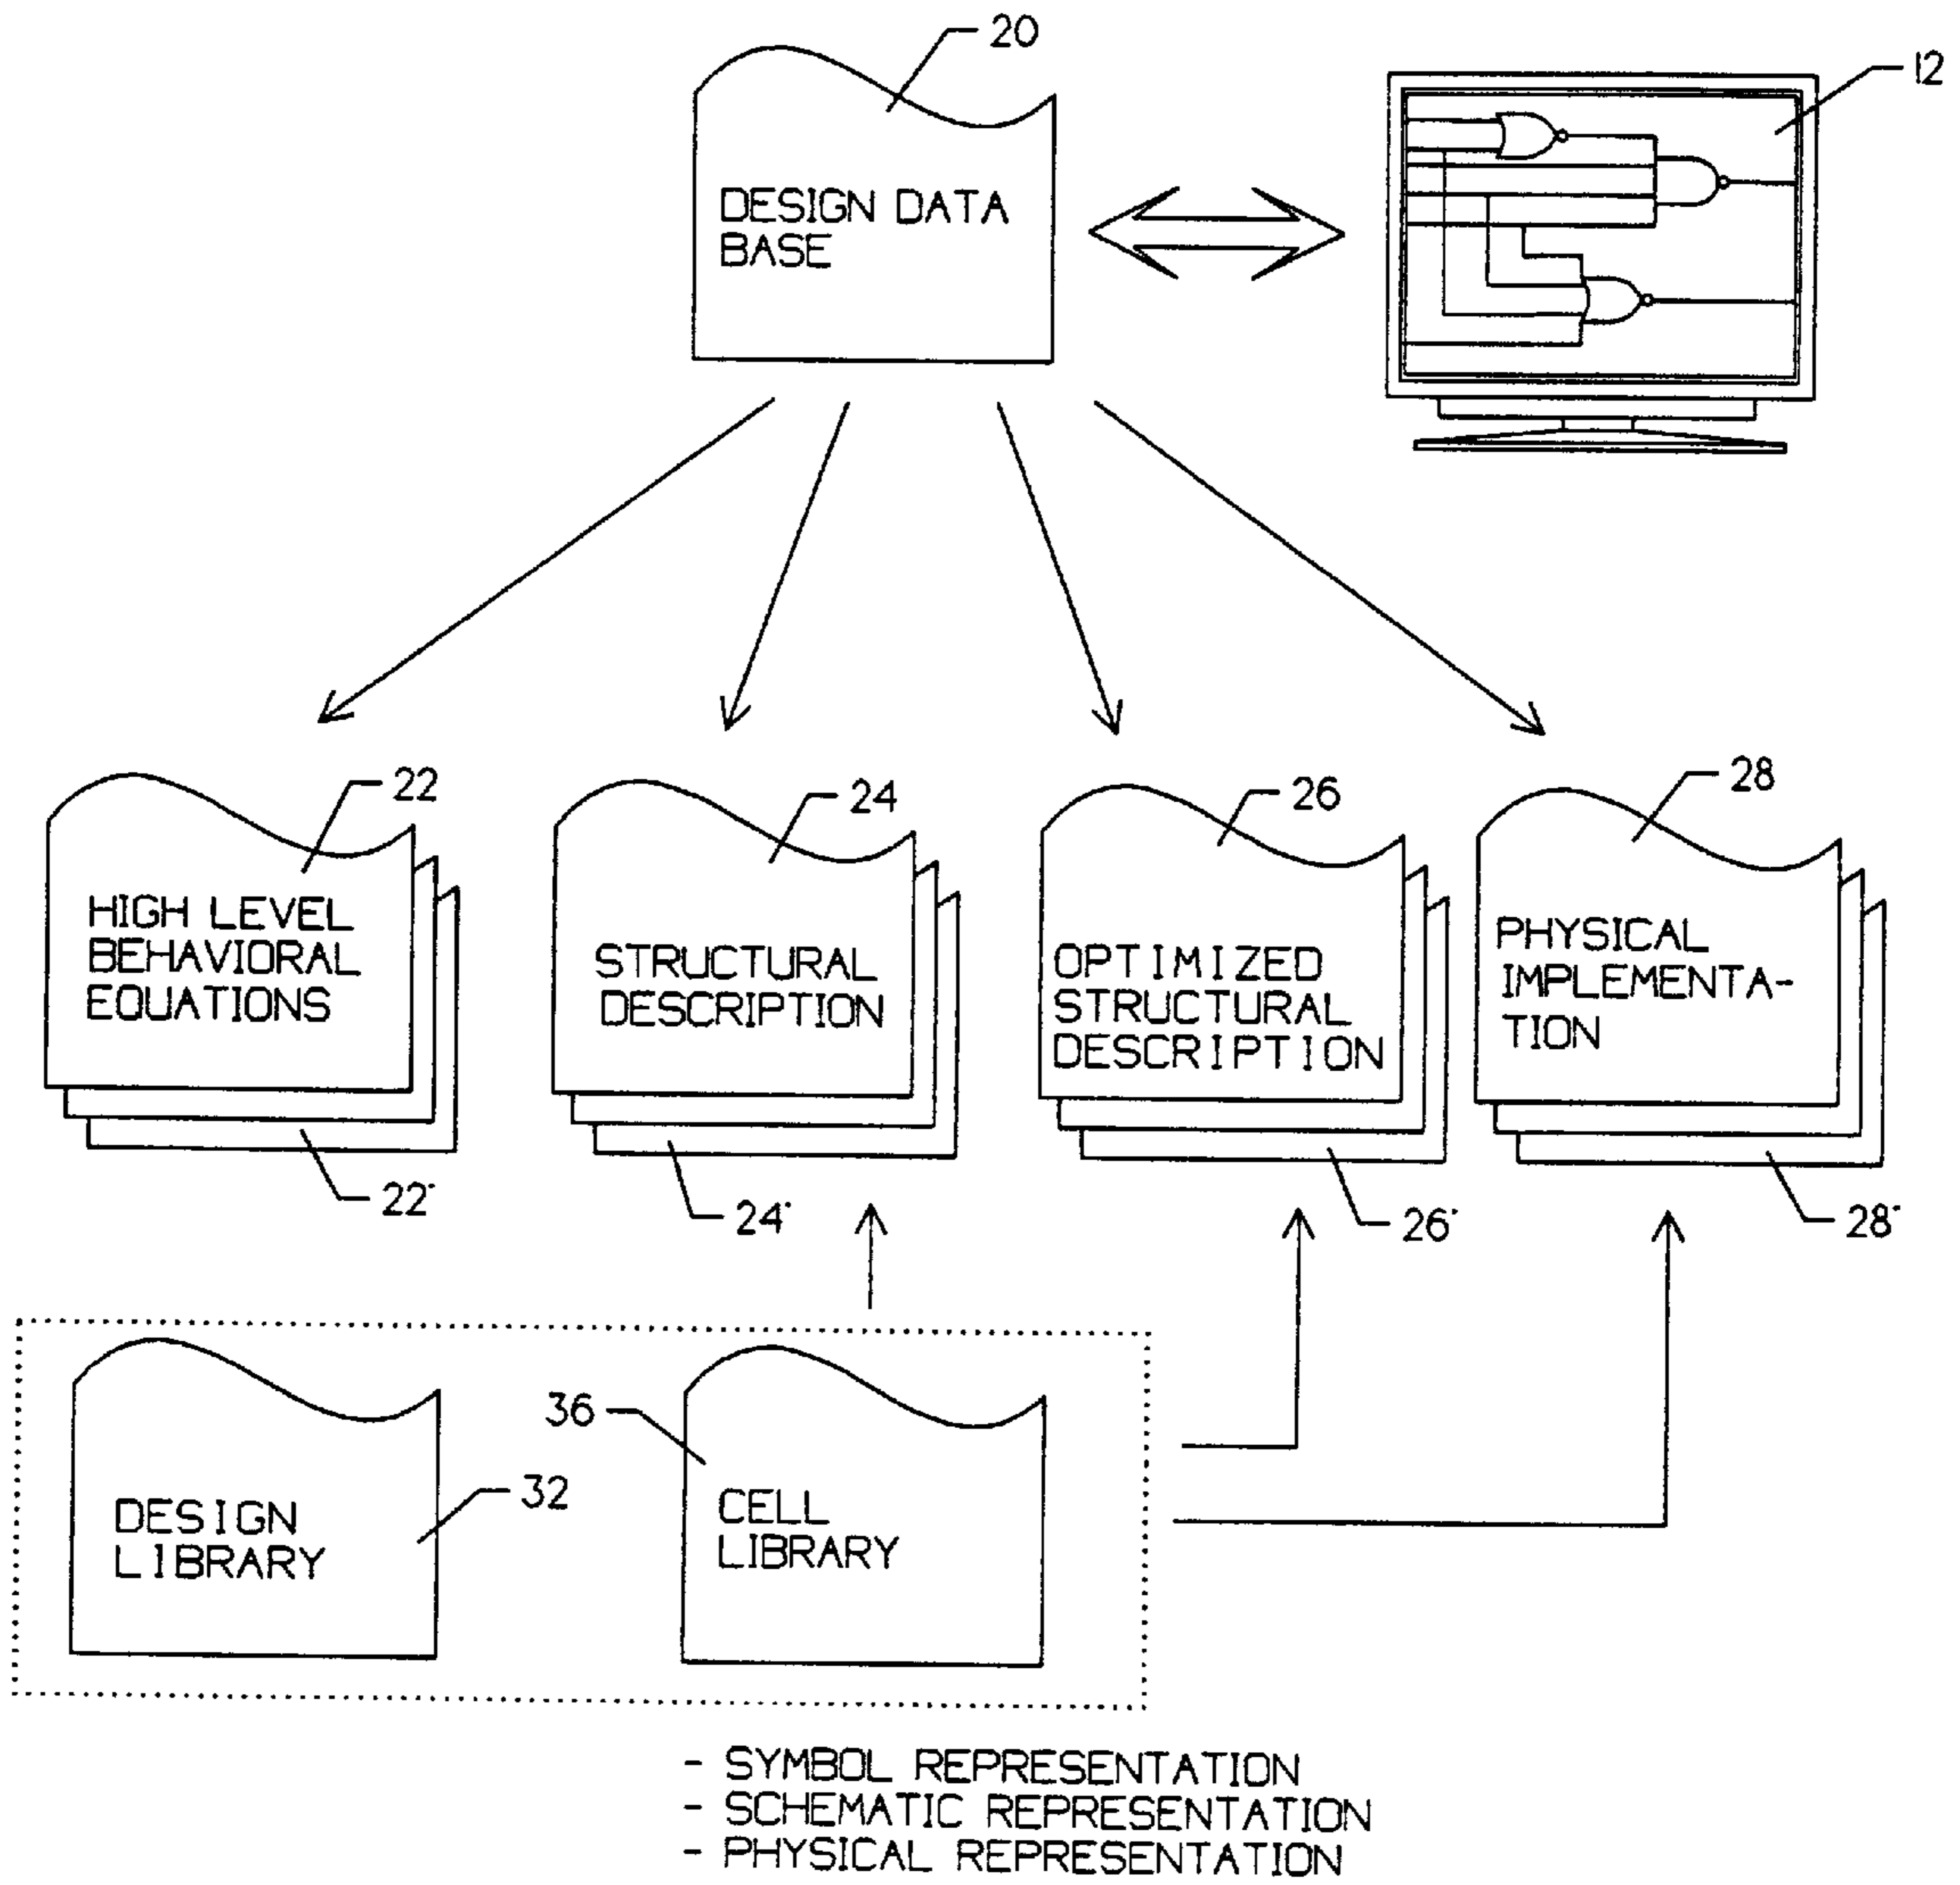 20
12
DESIGN DATA
BASE
22
24
26
28
HIGH LEVEL
BEHAVIORAL
EQUATIONS
STRUCTURAL
DESCRIPTION
OPTIMIZED
STRUCTURAL
DESCRIPTION
PHYSICAL
IMPLEMENTA-
TION
22'
24'
26'
28'
36
32
DESIGN
LIBRARY
CELL
LIBRARY
- SYMBOL REPRESENTATION
- SCHEMATIC REPRESENTATION
- PHYSICAL REPRESENTATION